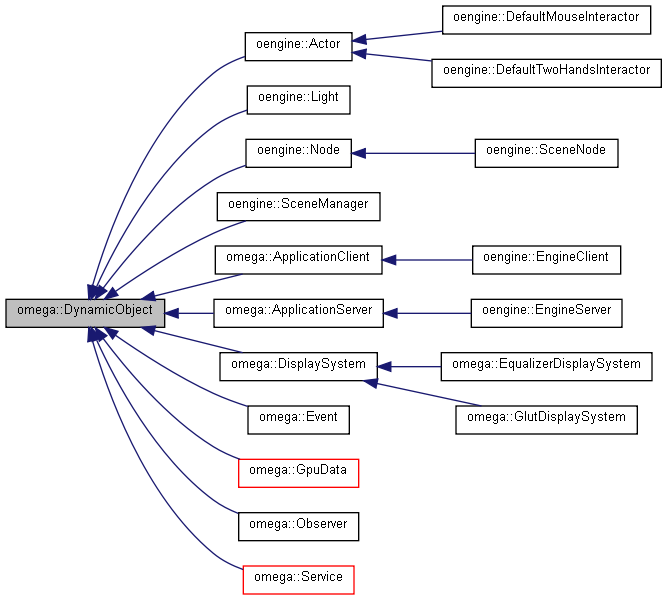 oengine::DefaultMouseInteractor
oengine::Actor
oengine::DefaultTwoHandsInteractor
oengine::Light
oengine::Node
oengine::SceneNode
oengine::SceneManager
omega::ApplicationClient
oengine::EngineClient
omega::DynamicObject
omega::ApplicationServer
oengine::EngineServer
omega::DisplaySystem
omega::EqualizerDisplaySystem
omega::Event
omega::GlutDisplaySystem
omega::GpuData
omega::Observer
omega::Service